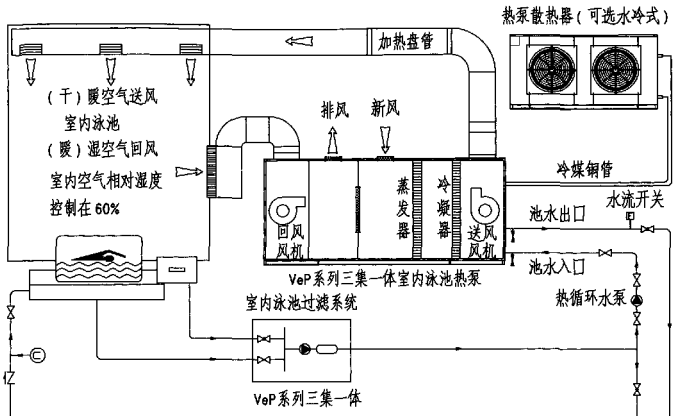 热泵散热器(可选水冷式)
加热盘管
(干)暖空气送风
室内泳池
(暖)湿空气回风
室内空气相对湿度
控制在60%
排风
新风
冷媒铜管
回风
风机
蒸发器
冷凝器
送风
风机
池水出口
水流开关
池水入口
VeP系列三集一体室内泳池热泵
热循环水泵
室内泳池过滤系统
VeP系列三集一体